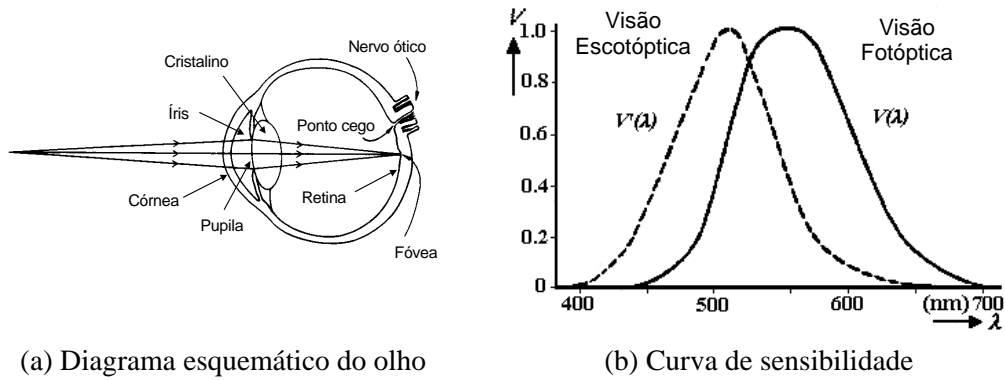 Nervo ótico
Cristalino
Íris
Ponto cego
Córnea
Pupila
Retina
Fóvea
(a) Diagrama esquemático do olho
V
Visão
Escotóptica
Visão
Fotóptica
1.0
0.8
0.6
0.4
0.2
0
V'(λ)
V(λ)
400 500 600 (nm) 700
λ
(b) Curva de sensibilidade